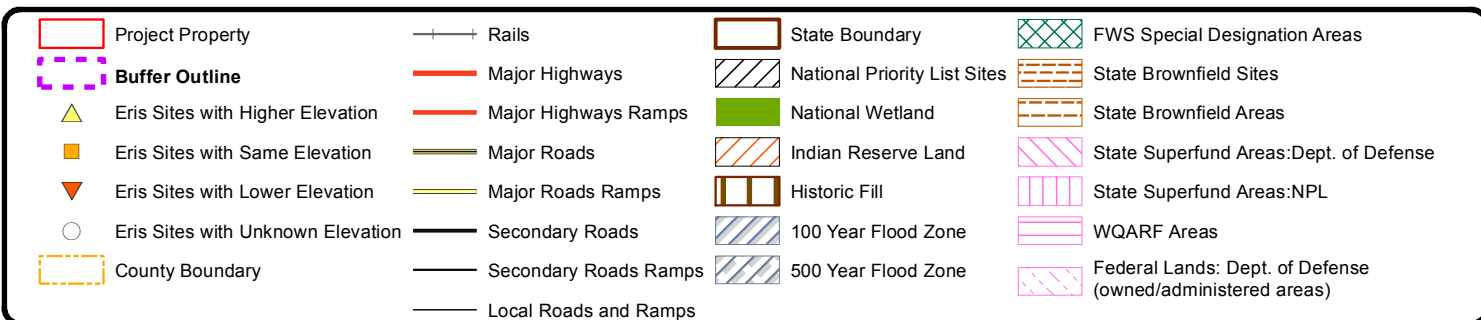 Project Property
Buffer Outline
Eris Sites with Higher Elevation
Eris Sites with Same Elevation
Eris Sites with Lower Elevation
Eris Sites with Unknown Elevation
County Boundary
Rails
Major Highways
Major Highways Ramps
Major Roads
Major Roads Ramps
Secondary Roads
Secondary Roads Ramps
Local Roads and Ramps
State Boundary
National Priority List Sites
National Wetland
Indian Reserve Land
Historic Fill
100 Year Flood Zone
500 Year Flood Zone
FWS Special Designation Areas
State Brownfield Sites
State Brownfield Areas
State Superfund Areas:Dept. of Defense
State Superfund Areas:NPL
WQARF Areas
Federal Lands: Dept. of Defense
(owned/administered areas)